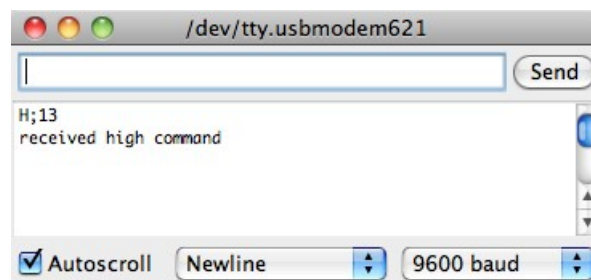 /dev/tty.usbmodem621
Send
H;13
received high command
Autoscroll
Newline
9600 baud